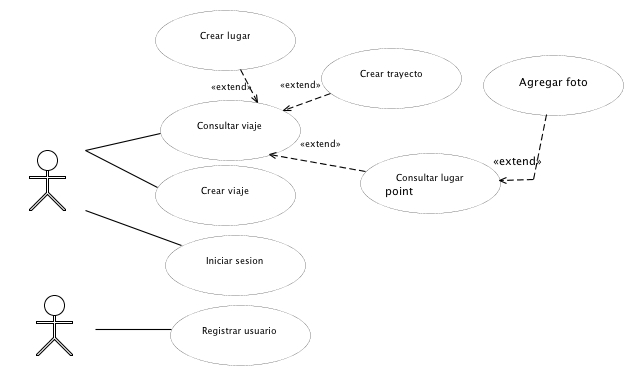 Crear lugar
«extend»
«extend»
Crear trayecto
Agregar foto
Consultar viaje
«extend»
«extend»
Consultar lugar
point
Crear viaje
Iniciar sesion
Registrar usuario